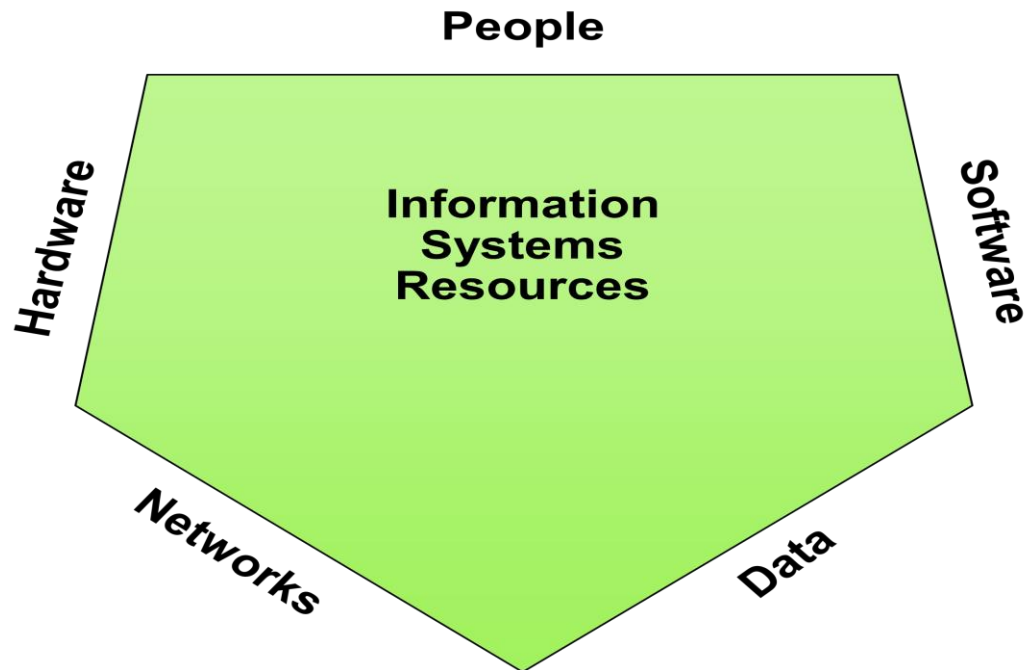 People
Hardware
Information
Systems
Resources
Software
Networks
Data